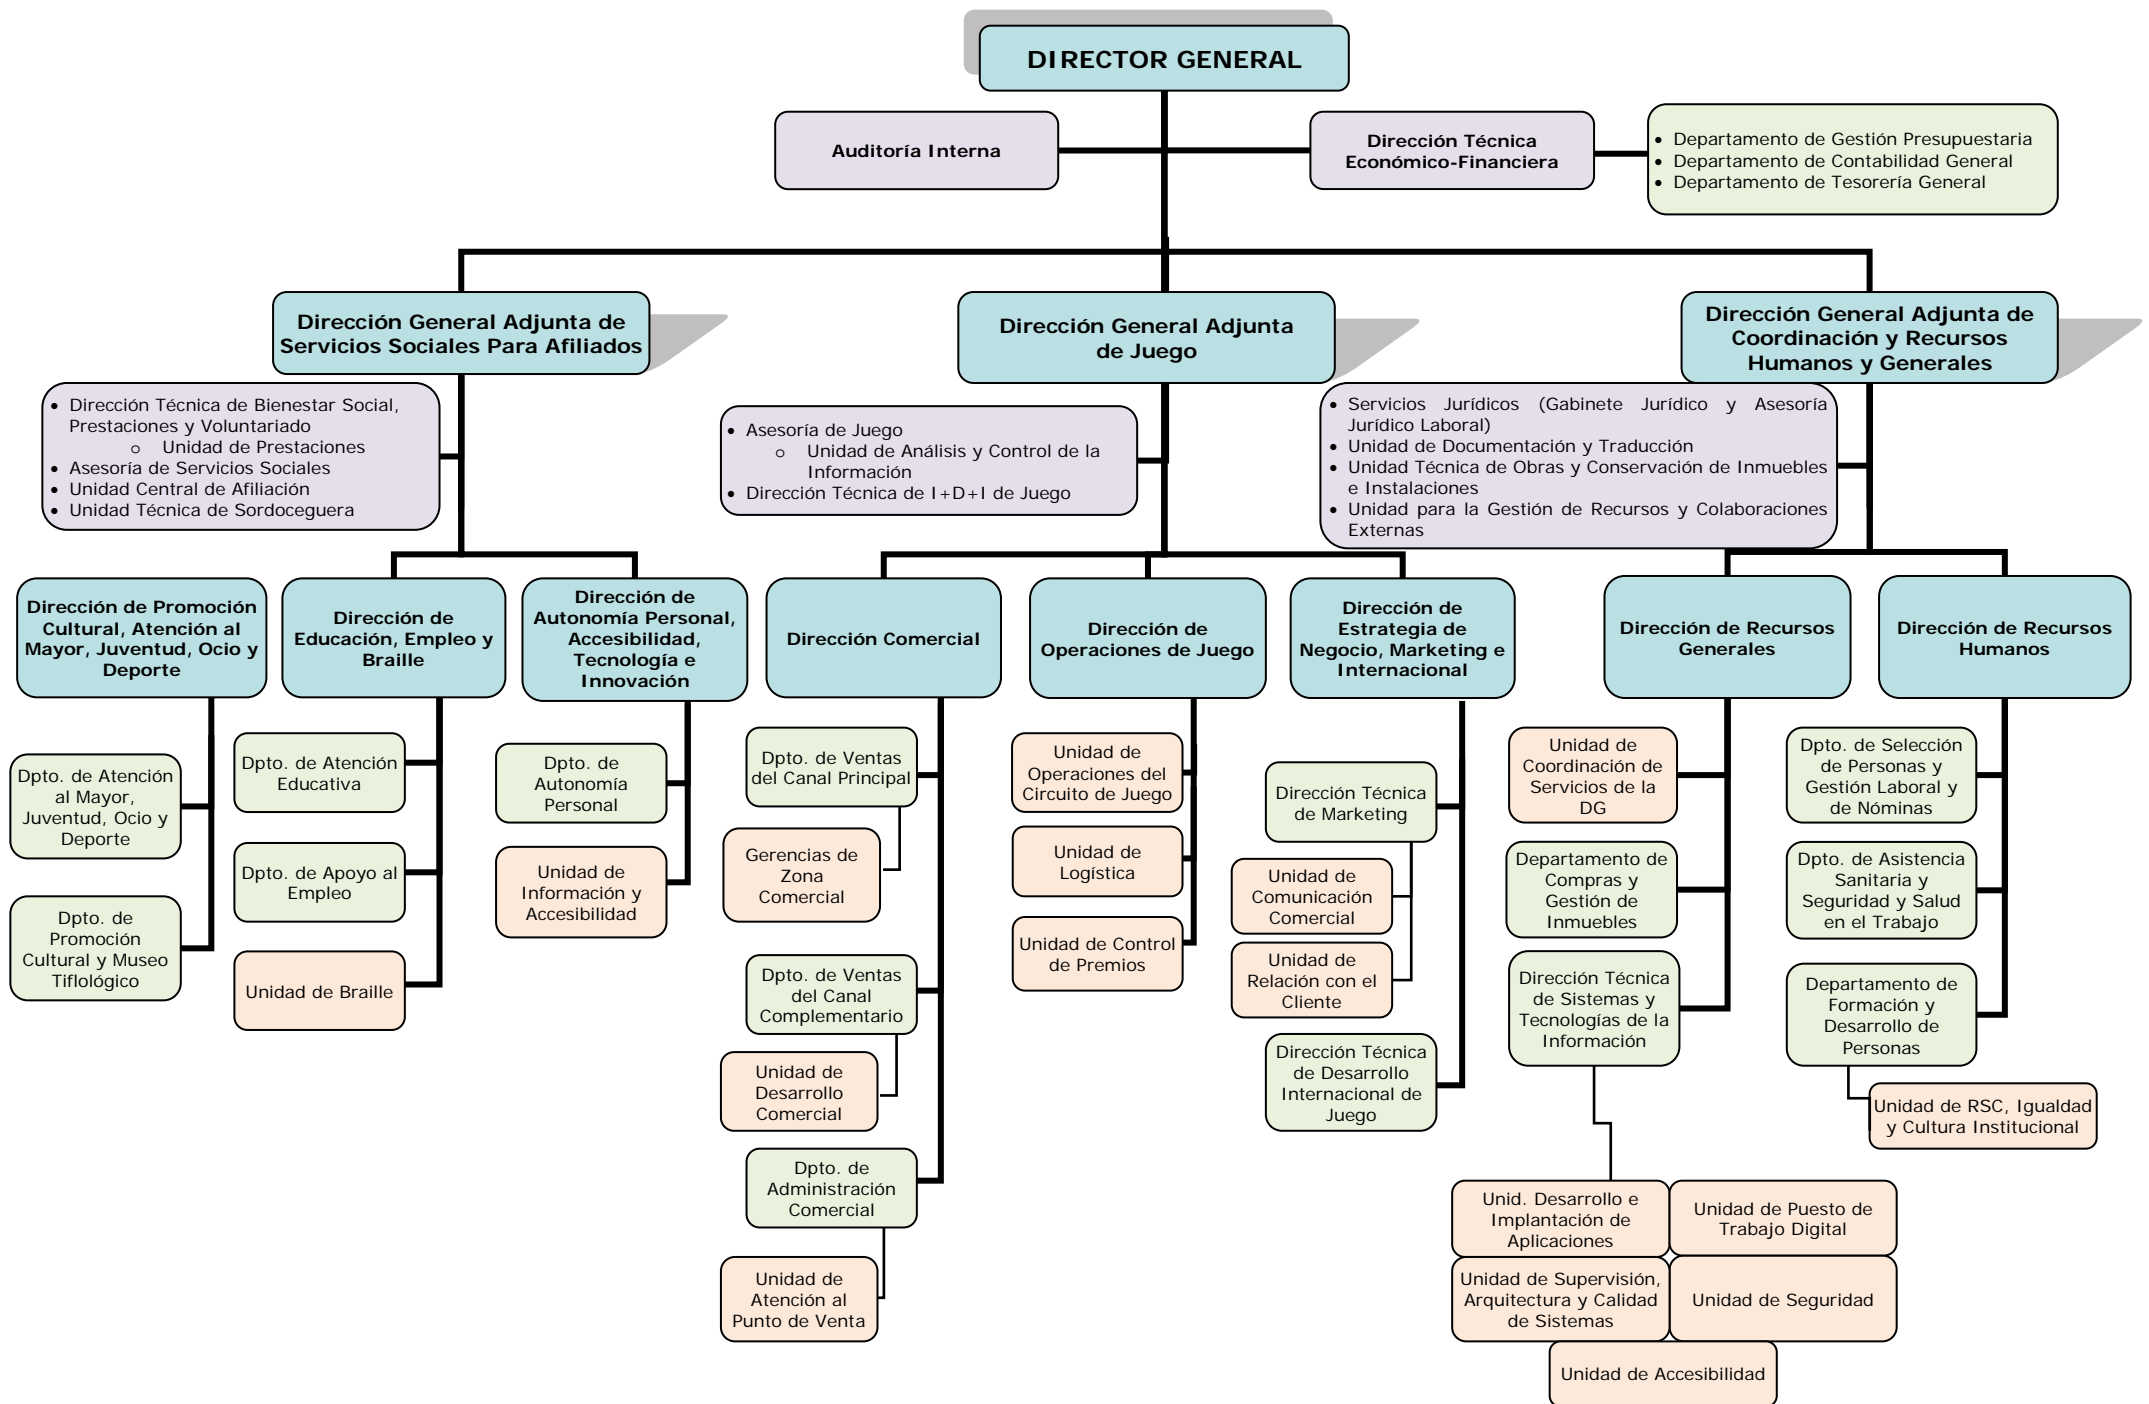 DIRECTOR GENERAL
Auditoría Interna
Dirección Técnica
Económico-Financiera
• Departamento de Gestión Presupuestaria
• Departamento de Contabilidad General
• Departamento de Tesorería General
Dirección General Adjunta de
Servicios Sociales Para Afiliados
Dirección General Adjunta
de Juego
Dirección General Adjunta de
Coordinación y Recursos
Humanos y Generales
• Dirección Técnica de Bienestar Social,
Prestaciones y Voluntariado
o Unidad de Prestaciones
• Asesoría de Servicios Sociales
• Unidad Central de Afiliación
• Unidad Técnica de Sordoceguera
• Asesoría de Juego
o Unidad de Análisis y Control de la
Información
• Dirección Técnica de I+D+I de Juego
• Servicios Jurídicos (Gabinete Jurídico y Asesoría
Jurídico Laboral)
• Unidad de Documentación y Traducción
• Unidad Técnica de Obras y Conservación de Inmuebles
e Instalaciones
• Unidad para la Gestión de Recursos y Colaboraciones
Externas
Dirección de Promoción
Cultural, Atención al
Mayor, Juventud, Ocio y
Deporte
Dirección de
Educación, Empleo y
Braille
Dirección de
Autonomía Personal,
Accesibilidad,
Tecnología e
Innovación
Dirección Comercial
Dirección de
Operaciones de Juego
Dirección de
Estrategia de
Negocio, Marketing e
Internacional
Dirección de Recursos
Generales
Dirección de Recursos
Humanos
Dpto. de Atención
al Mayor,
Juventud, Ocio y
Deporte
Dpto. de
Promoción
Cultural y Museo
Tiflológico
Dpto. de Atención
Educativa
Dpto. de Apoyo al
Empleo
Unidad de Braille
Dpto. de
Autonomía
Personal
Unidad de
Información y
Accesibilidad
Dpto. de Ventas
del Canal Principal
Gerencias de
Zona
Comercial
Dpto. de Ventas
del Canal
Complementario
Unidad de
Desarrollo
Comercial
Dpto. de
Administración
Comercial
Unidad de
Atención al
Punto de Venta
Unidad de
Operaciones del
Circuito de Juego
Unidad de
Logística
Unidad de Control
de Premios
Dirección Técnica
de Marketing
Unidad de
Comunicación
Comercial
Unidad de
Relación con el
Cliente
Dirección Técnica
de Desarrollo
Internacional de
Juego
Unidad de
Coordinación de
Servicios de la
DG
Departamento de
Compras y
Gestión de
Inmuebles
Dirección Técnica
de Sistemas y
Tecnologías de la
Información
Unid. Desarrollo e
Implantación de
Aplicaciones
Unidad de Puesto de
Trabajo Digital
Unidad de Supervisión,
Arquitectura y Calidad
de Sistemas
Unidad de Seguridad
Unidad de Accesibilidad
Dpto. de Selección
de Personas y
Gestión Laboral y
de Nóminas
Dpto. de Asistencia
Sanitaria y
Seguridad y Salud
en el Trabajo
Departamento de
Formación y
Desarrollo de
Personas
Unidad de RSC, Igualdad
y Cultura Institucional